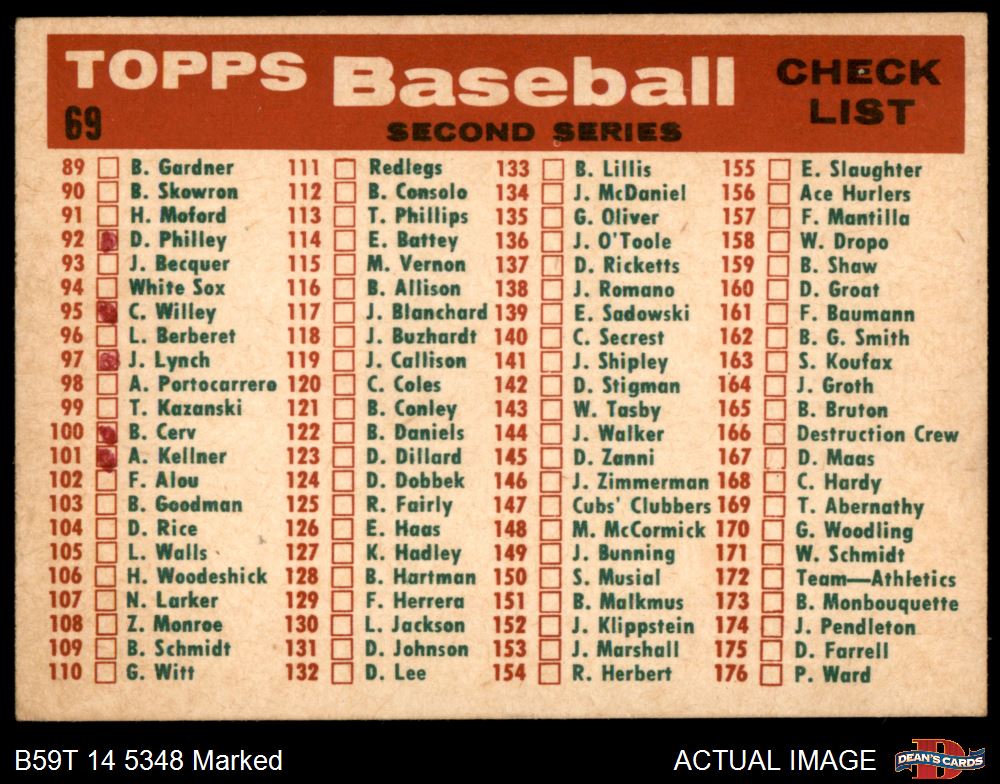 TOPPS Baseball CHECK LIST
69 SECOND SERIES
89 B. Gardner
90 B. Skowron
91 H. Moford
92 D. Philley
93 J. Becquer
94 White Sox
95 C. Willey
96 L. Berberet
97 J. Lynch
98 A. Portocarrero
99 T. Kazanski
100 B. Cerv
101 A. Kellner
102 F. Alou
103 B. Goodman
104 D. Rice
105 L. Walls
106 H. Woodeshick
107 N. Larker
108 Z. Monroe
109 B. Schmidt
110 G. Witt
111 Redlegs
112 B. Consolo
113 T. Phillips
114 E. Battey
115 M. Vernon
116 B. Allison
117 J. Blanchard
118 J. Buzhardt
119 J. Callison
120 C. Coles
121 B. Conley
122 B. Daniels
123 D. Dillard
124 D. Dobbek
125 R. Fairly
126 E. Haas
127 K. Hadley
128 B. Hartman
129 F. Herrera
130 L. Jackson
131 D. Johnson
132 D. Lee
133 B. Lillis
134 J. McDaniel
135 G. Oliver
136 J. O'Toole
137 D. Ricketts
138 J. Romano
139 E. Sadowski
140 C. Secrest
141 J. Shipley
142 D. Stigman
143 W. Tasby
144 J. Walker
145 D. Zanni
146 J. Zimmerman
147 Cubs' Clubbers
148 M. McCormick
149 J. Bunning
150 S. Musial
151 B. Malkmus
152 J. Klippstein
153 J. Marshall
154 R. Herbert
155 E. Slaughter
156 Ace Hurlers
157 F. Mantilla
158 W. Dropo
159 B. Shaw
160 D. Groat
161 F. Baumann
162 B. G. Smith
163 S. Koufax
164 J. Groth
165 B. Bruton
166 Destruction Crew
167 D. Maas
168 C. Hardy
169 T. Abernathy
170 G. Woodling
171 W. Schmidt
172 Team—Athletics
173 B. Monbouquette
174 J. Pendleton
175 D. Farrell
176 P. Ward
B59T 14 5348 Marked
ACTUAL IMAGE
DEAN'S CARDS